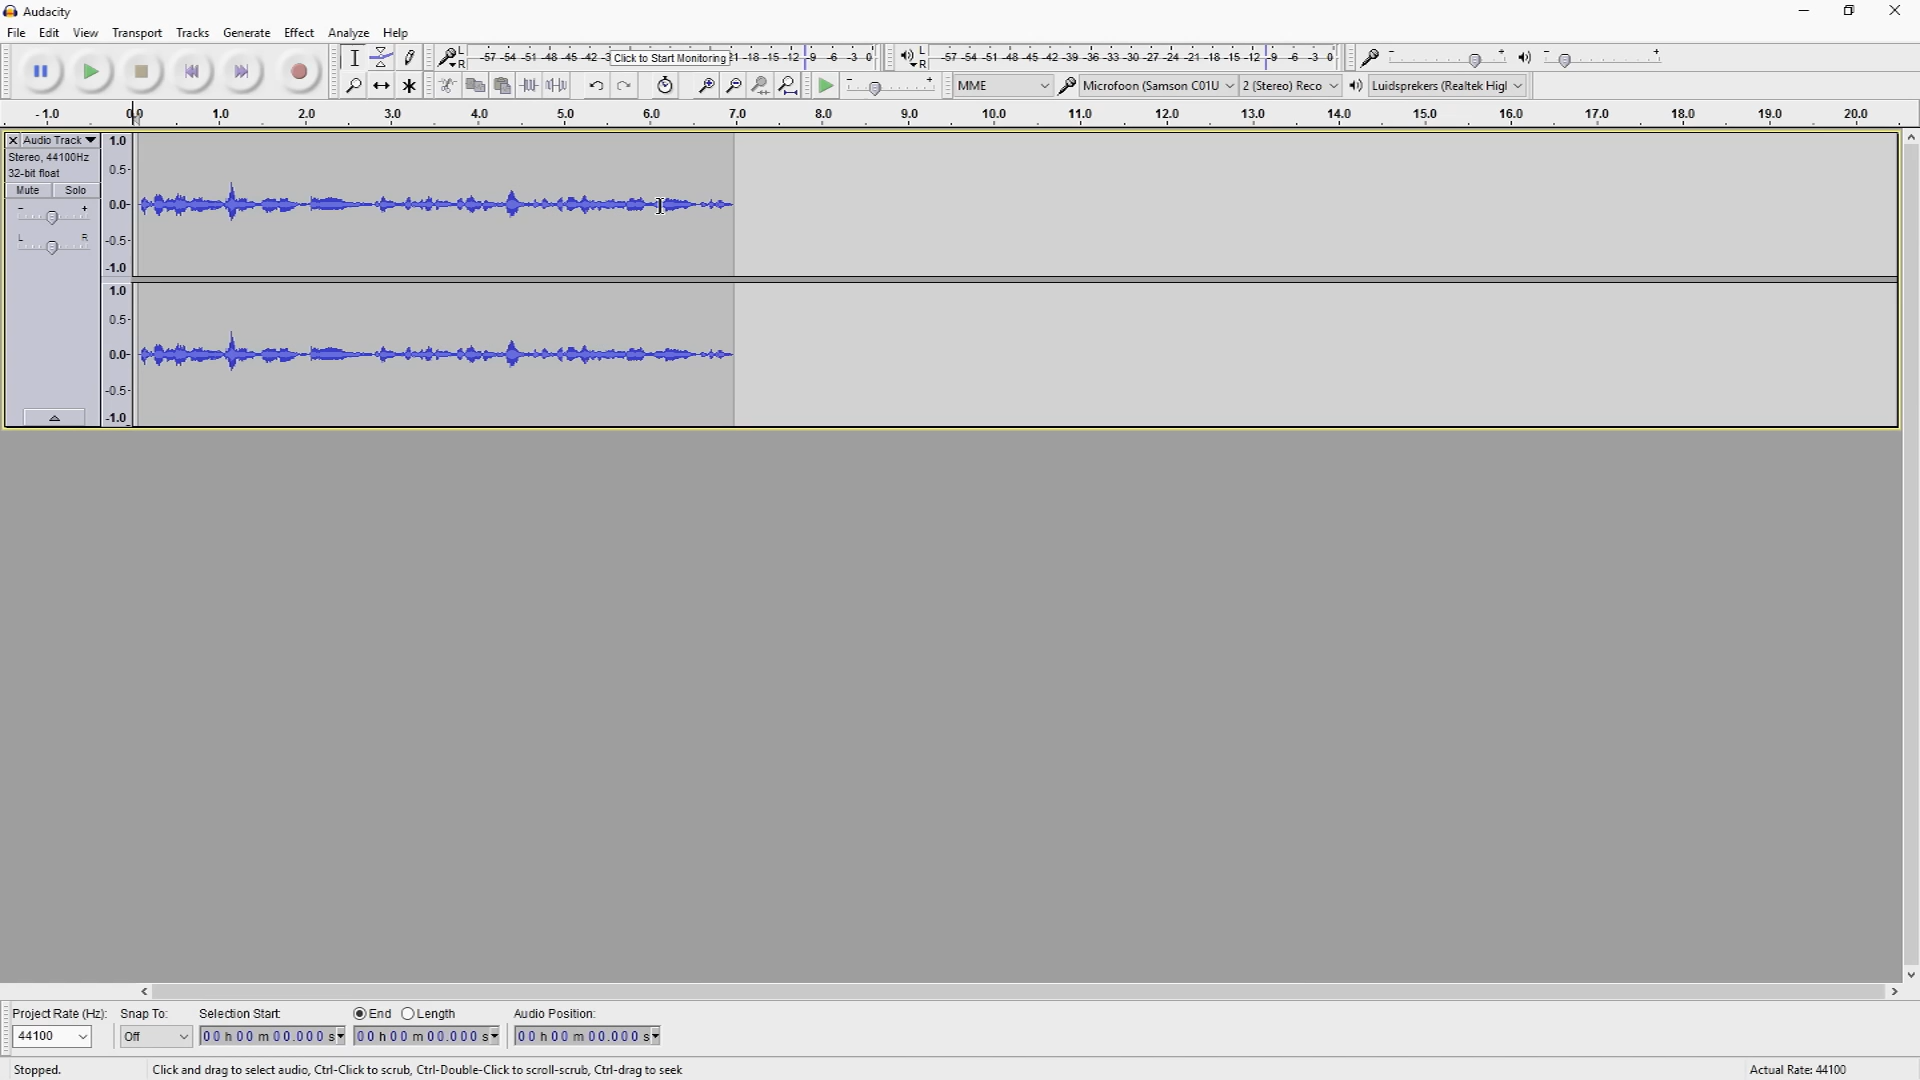 Audacity
File Edit View Transport Tracks Generate Effect Analyze Help
L R -57 -54 -51 -48 -45 -42 -3 Click to Start Monitoring 21 -18 -15 -12 -9 -6 -3 0 L R -57 -54 -51 -48 -45 -42 -39 -36 -33 -30 -27 -24 -21 -18 -15 -12 -9 -6 -3 0 - + - +
- + MME Microfoon (Samson C01U 2 (Stereo) Reco Luidsprekers (Realtek Higl
-1.0 0.0 1.0 2.0 3.0 4.0 5.0 6.0 7.0 8.0 9.0 10.0 11.0 12.0 13.0 14.0 15.0 16.0 17.0 18.0 19.0 20.0
X Audio Track 1.0
Stereo, 44100Hz
32-bit float 0.5-
Mute Solo
- + 0.0-
L R -0.5-
-1.0
1.0
0.5-
0.0-
-0.5-
-1.0
Project Rate (Hz): Snap To: Selection Start: End Length Audio Position:
44100 Off 00 h 00 m 00.000 s 00 h 00 m 00.000 s 00 h 00 m 00.000 s
Stopped. Click and drag to select audio, Ctrl-Click to scrub, Ctrl-Double-Click to scroll-scrub, Ctrl-drag to seek Actual Rate: 44100